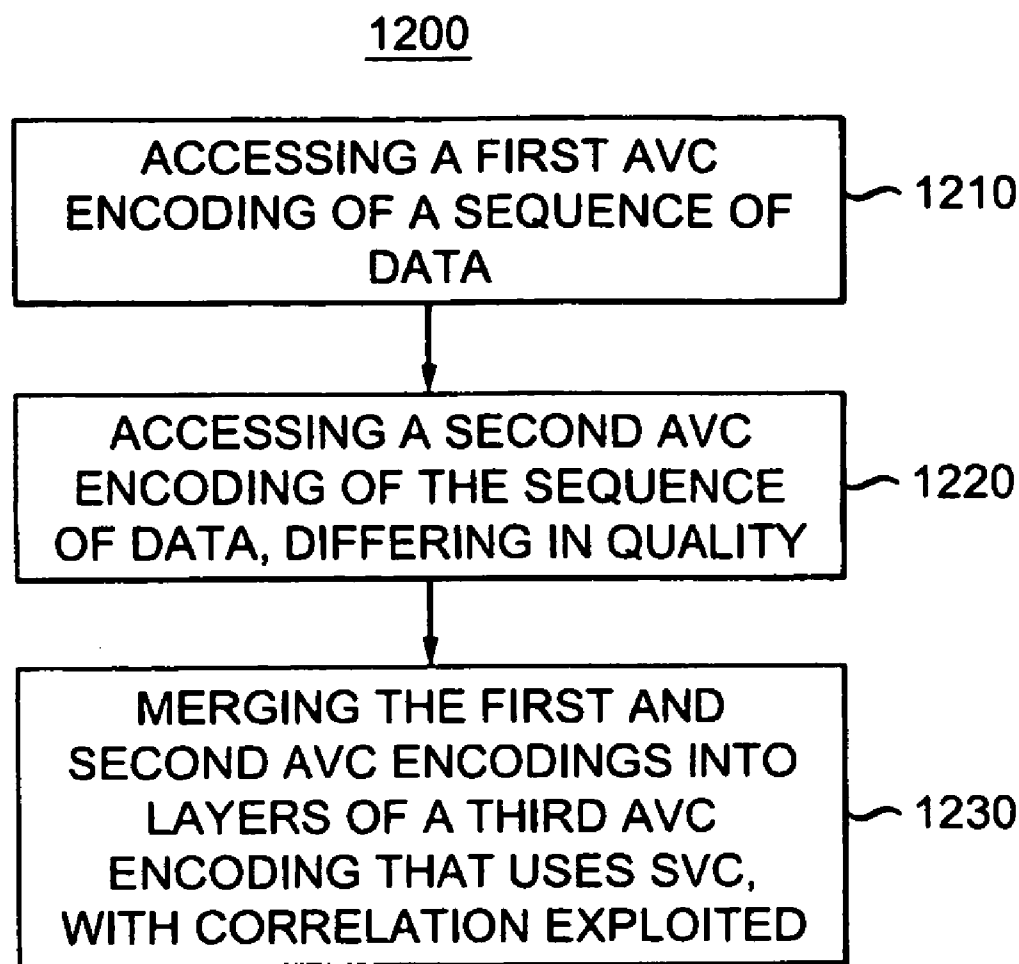 1200
ACCESSING A FIRST AVC
ENCODING OF A SEQUENCE OF
DATA
1210
ACCESSING A SECOND AVC
ENCODING OF THE SEQUENCE
OF DATA, DIFFERING IN QUALITY
1220
MERGING THE FIRST AND
SECOND AVC ENCODINGS INTO
LAYERS OF A THIRD AVC
ENCODING THAT USES SVC,
WITH CORRELATION EXPLOITED
1230